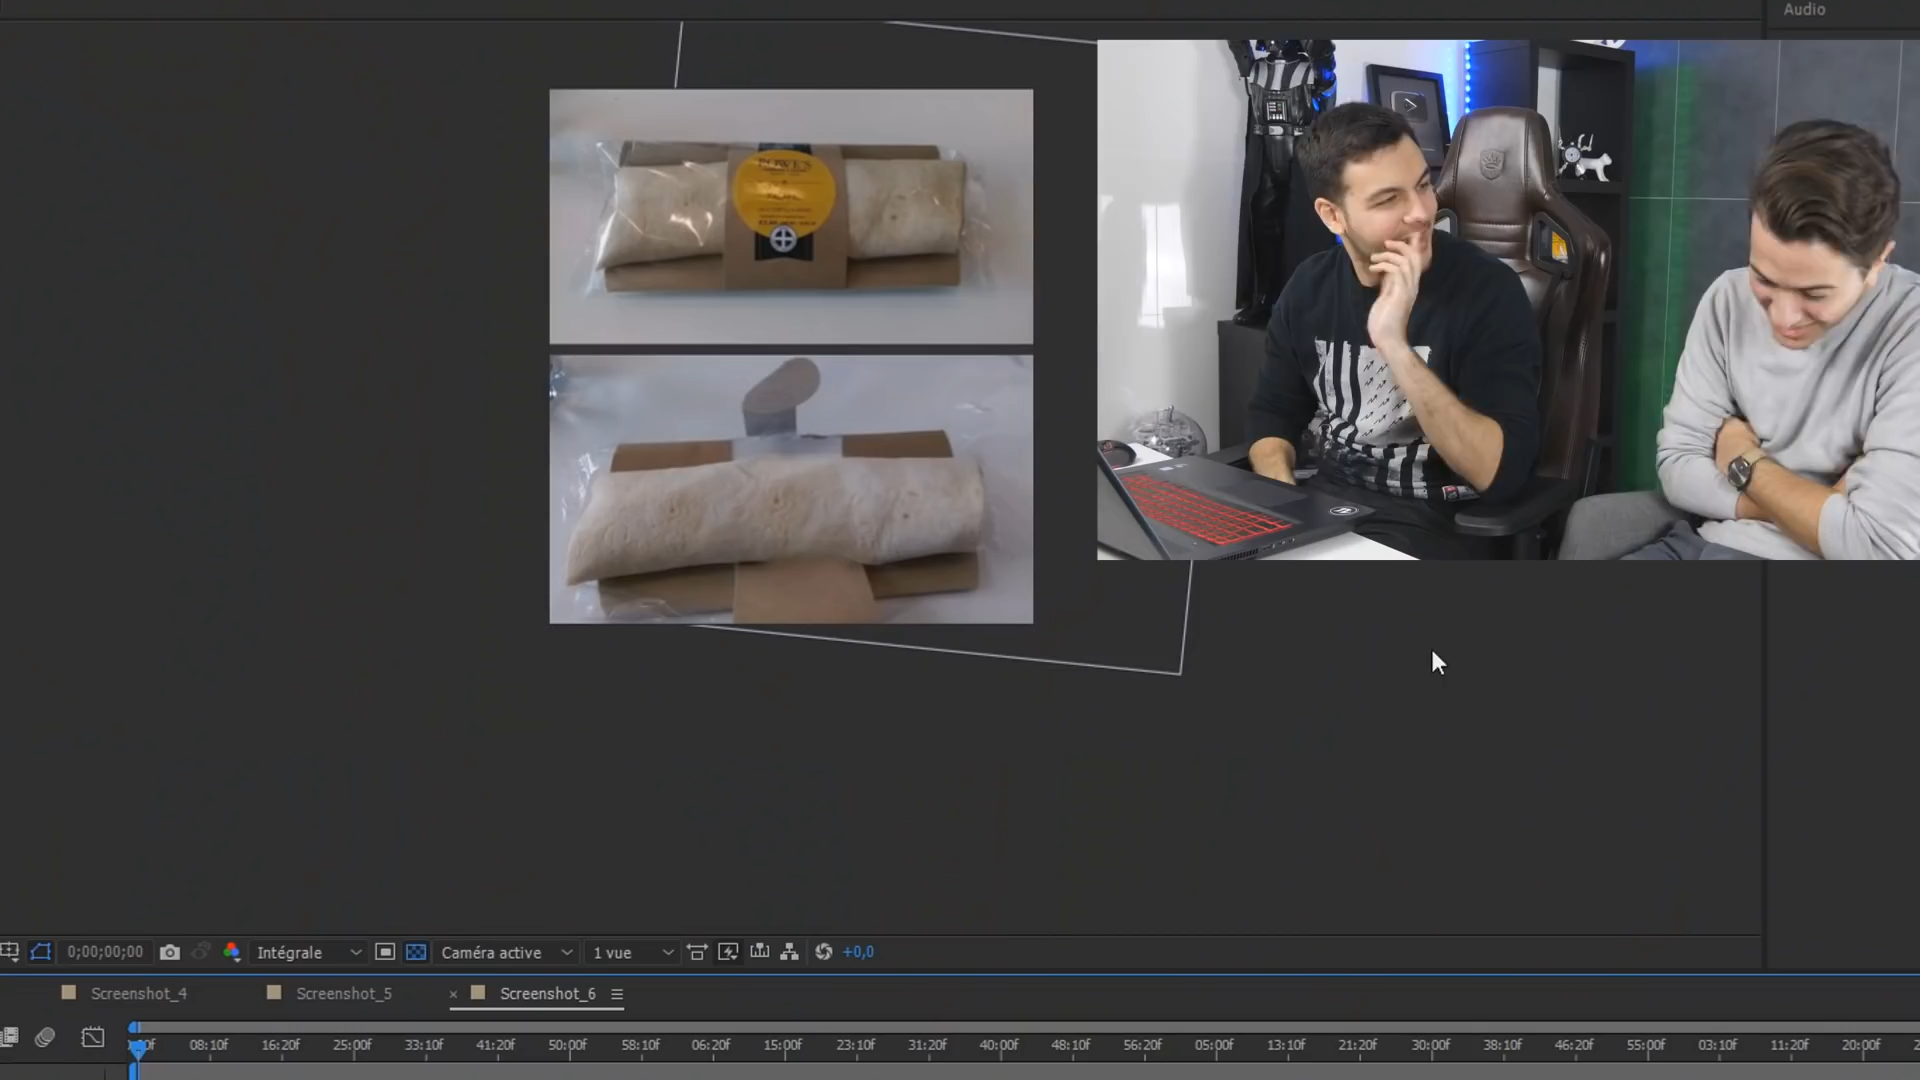 Audio
ROWE'S
FALAFEL
0;00;00;00
Intégrale
Caméra active
1 vue
+0,0
Screenshot_4
Screenshot_5
× Screenshot_6
08:10f 16:20f 25:00f 33:10f 41:20f 50:00f 58:10f 06:20f 15:00f 23:10f 31:20f 40:00f 48:10f 56:20f 05:00f 13:10f 21:20f 30:00f 38:10f 46:20f 55:00f 03:10f 11:20f 20:00f